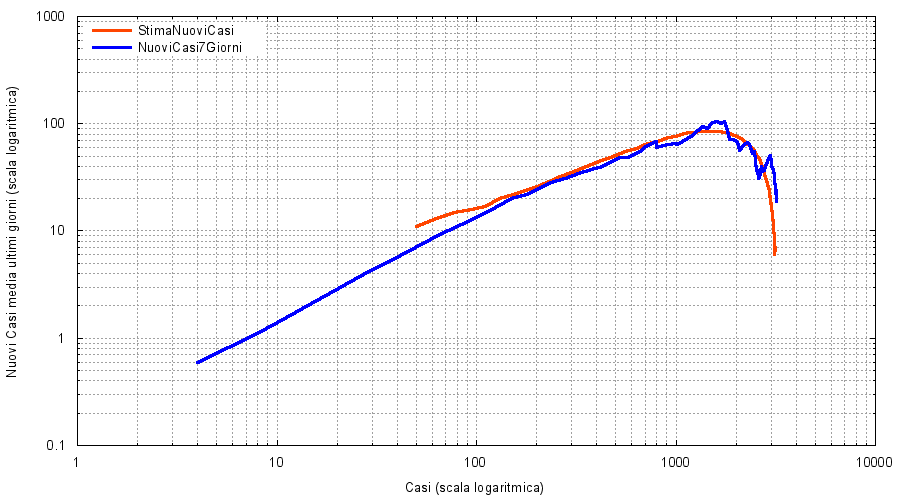 1000
100
10
1
0.1
StimaNuoviCasi
NuoviCasi7Giorni
Nuovi Casi media ultimi giorni (scala logaritmica)
1 10 100 1000 10000
Casi (scala logaritmica)